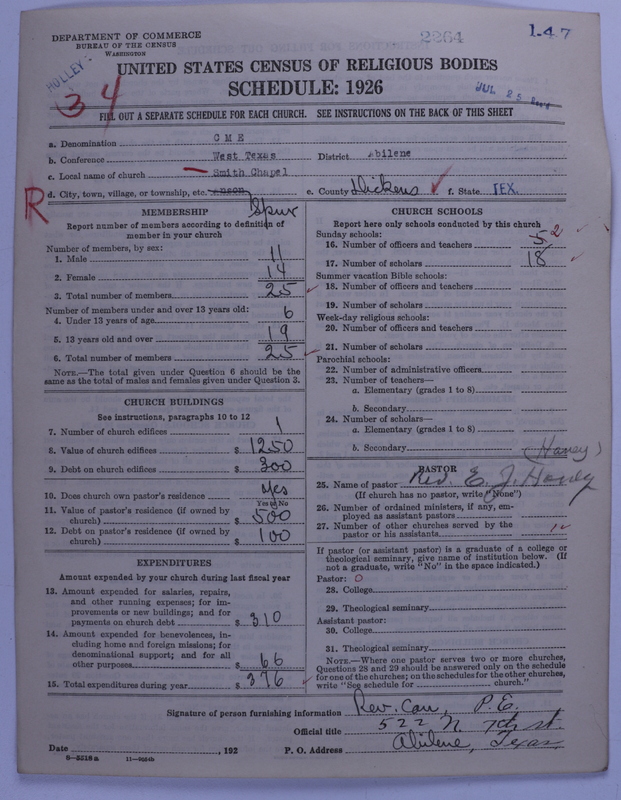 DEPARTMENT OF COMMERCE
BUREAU OF THE CENSUS
WASHINGTON
2264
1.47
HOLLEY
34
UNITED STATES CENSUS OF RELIGIOUS BODIES
SCHEDULE: 1926
JUL 25
FILL OUT A SEPARATE SCHEDULE FOR EACH CHURCH. SEE INSTRUCTIONS ON THE BACK OF THIS SHEET
a. Denomination C M E
b. Conference West Texas District Abilene
c. Local name of church Smith Chapel
R
d. City, town, village, or township, etc. Anson e. County Dickens f. State TEX.
Spur
MEMBERSHIP
Report number of members according to definition of
member in your church
Number of members, by sex:
1. Male 11
2. Female 14
3. Total number of members 25
Number of members under and over 13 years old:
4. Under 13 years of age 6
5. 13 years old and over 19
6. Total number of members 25
NOTE.—The total given under Question 6 should be
same as the total of males and females given under Question 3.
CHURCH BUILDINGS
See instructions, paragraphs 10 to 12
7. Number of church edifices 1
8. Value of church edifices $ 1250
9. Debt on church edifices $ 300
10. Does church own pastor's residence Yes
Yes or No
11. Value of pastor's residence (if owned by
church) $ 500
12. Debt on pastor's residence (if owned by
church) $ 100
EXPENDITURES
Amount expended by your church during last fiscal year
13. Amount expended for salaries, repairs,
and other running expenses; for im-
provements or new buildings; and for
payments on church debt $ 310
14. Amount expended for benevolences, in-
cluding home and foreign missions; for
denominational support; and for all
other purposes $ 66
15. Total expenditures during year $ 376
CHURCH SCHOOLS
Report here only schools conducted by this church
Sunday schools:
16. Number of officers and teachers 5 2
17. Number of scholars 18
Summer vacation Bible schools:
18. Number of officers and teachers
19. Number of scholars
Week-day religious schools:
20. Number of officers and teachers
21. Number of scholars
Parochial schools:
22. Number of administrative officers
23. Number of teachers—
a. Elementary (grades 1 to 8)
b. Secondary
24. Number of scholars—
a. Elementary (grades 1 to 8)
b. Secondary
(Haney)
PASTOR
25. Name of pastor Rev. E. J. Honey
(If church has no pastor, write "None")
26. Number of ordained ministers, if any, em-
ployed as assistant pastors
27. Number of other churches served by the
pastor or his assistants 1
If pastor (or assistant pastor) is a graduate of a college or
theological seminary, give name of institution below. (If
not a graduate, write "No" in the space indicated.)
Pastor: O
28. College
29. Theological seminary
Assistant pastor:
30. College
31. Theological seminary
NOTE.—Where one pastor serves two or more churches,
Questions 28 and 29 should be answered only on the schedule
for one of the churches; on the schedules for the other churches,
write "See schedule for church."
Signature of person furnishing information Rev. Carr, P.E.
Official title 522 N. 7th st.
Date , 192 P. O. Address Abilene, Texas